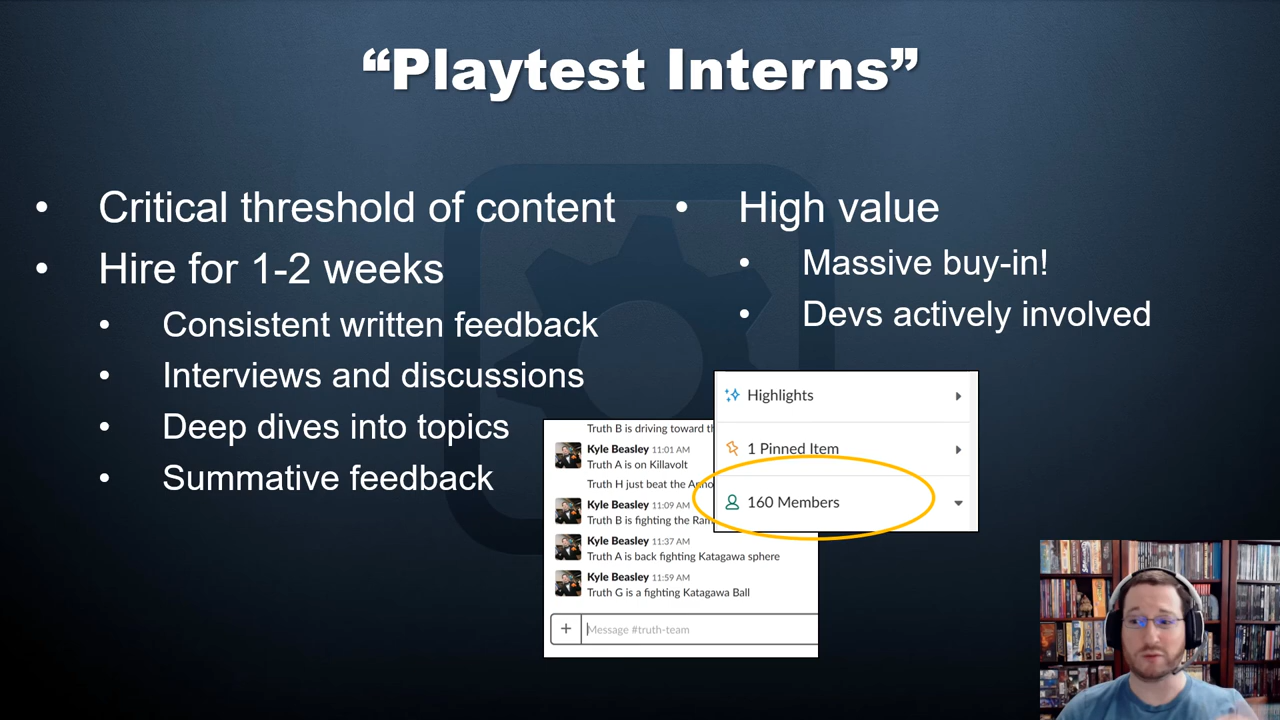 “Playtest Interns”
• Critical threshold of content
• Hire for 1-2 weeks
• Consistent written feedback
• Interviews and discussions
• Deep dives into topics
• Summative feedback
• High value
• Massive buy-in!
• Devs actively involved
Truth B is driving toward
Kyle Beasley 11:01 AM
Truth A is on Killavolt
Truth H just beat the
Kyle Beasley 11:09 AM
Truth B is fighting the
Kyle Beasley 11:37 AM
Truth A is back fighting Katagawa sphere
Kyle Beasley 11:59 AM
Truth G is a fighting Katagawa Ball
+ Message #truth-team
Highlights
1 Pinned Item
160 Members